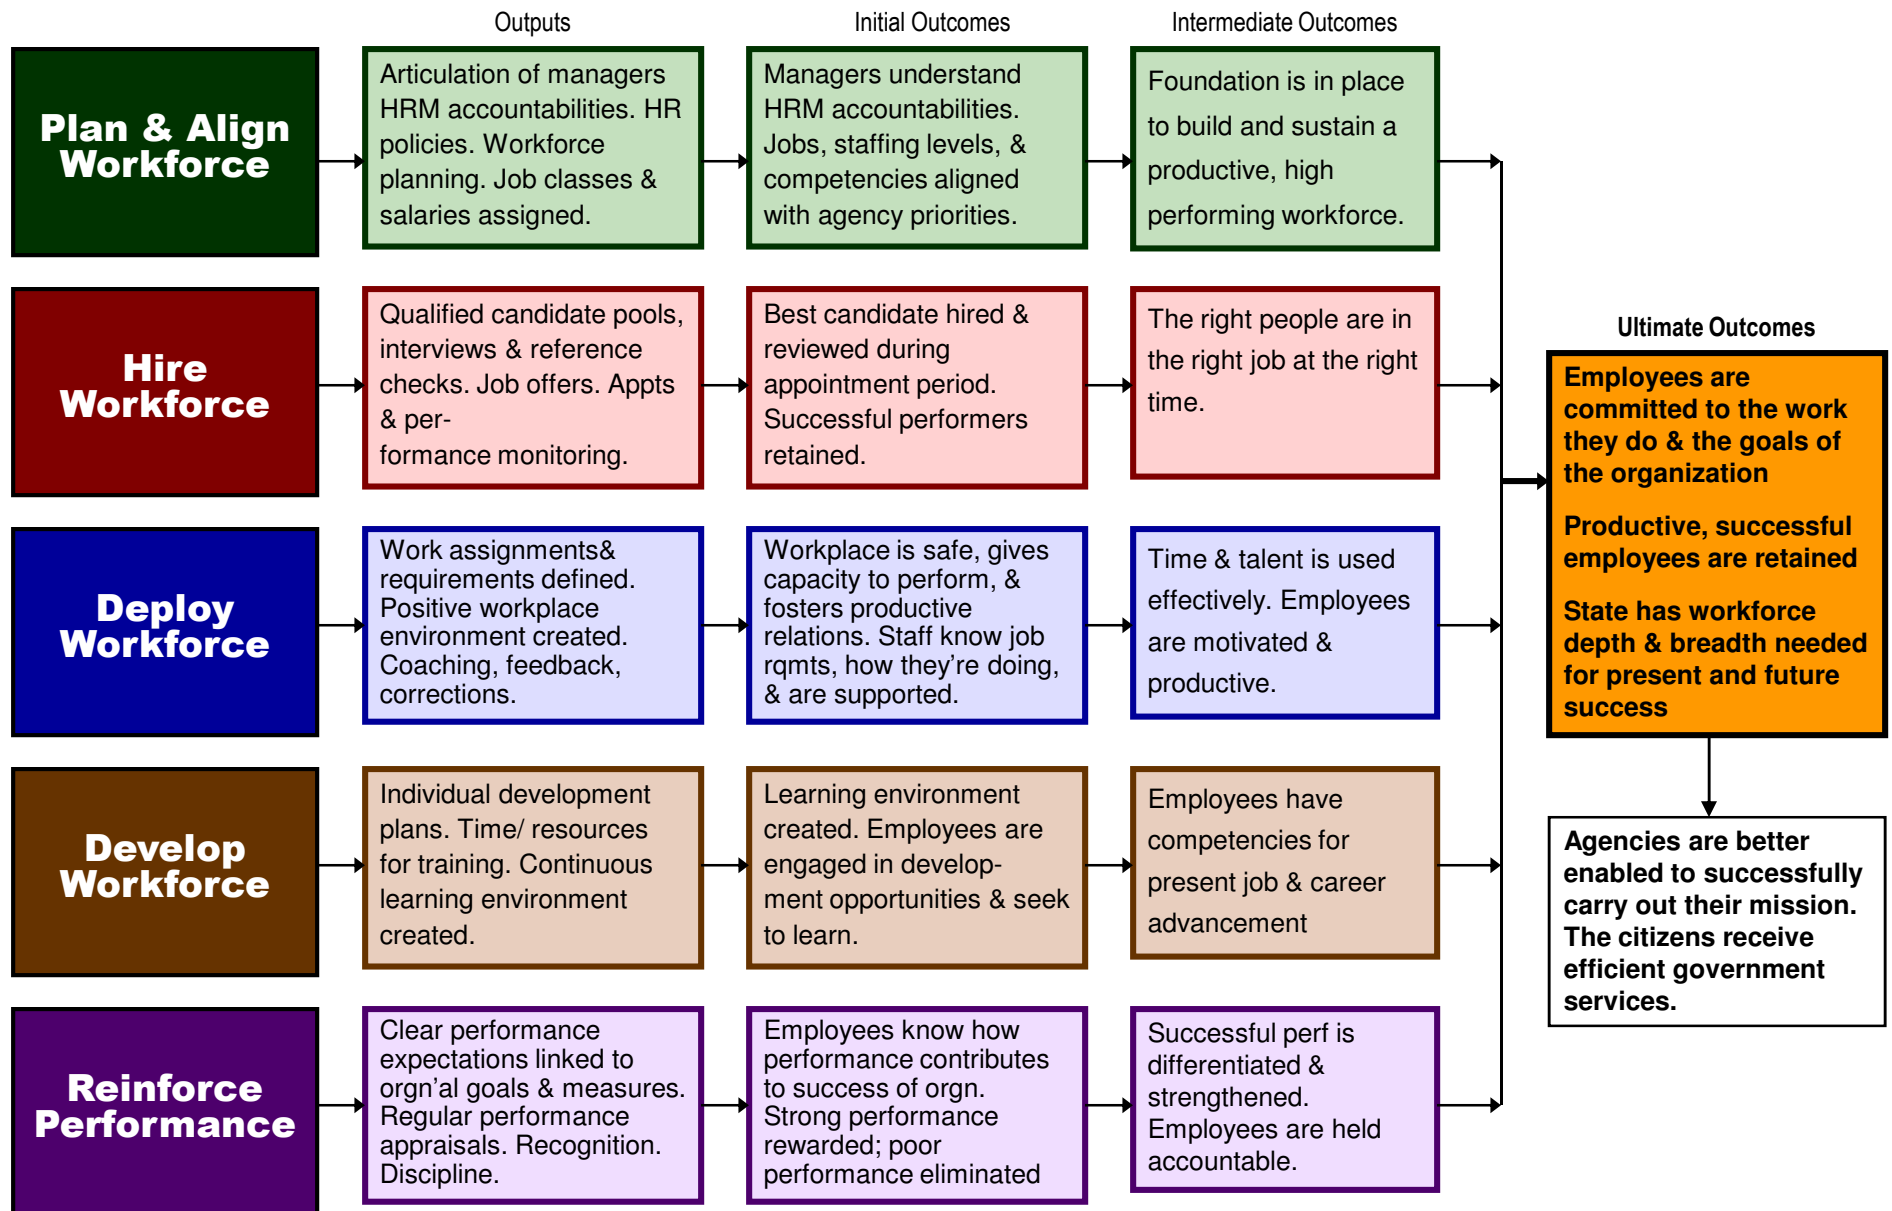 Outputs
Initial Outcomes
Intermediate Outcomes
Plan & Align
Workforce
Articulation of managers
HRM accountabilities. HR
policies. Workforce
planning. Job classes &
salaries assigned.
Managers understand
HRM accountabilities.
Jobs, staffing levels, &
competencies aligned
with agency priorities.
Foundation is in place
to build and sustain a
productive, high
performing workforce.
Hire
Workforce
Qualified candidate pools,
interviews & reference
checks. Job offers. Appts
& per-
formance monitoring.
Best candidate hired &
reviewed during
appointment period.
Successful performers
retained.
The right people are in
the right job at the right
time.
Deploy
Workforce
Work assignments&
requirements defined.
Positive workplace
environment created.
Coaching, feedback,
corrections.
Workplace is safe, gives
capacity to perform, &
fosters productive
relations. Staff know job
rqmts, how they’re doing,
& are supported.
Time & talent is used
effectively. Employees
are motivated &
productive.
Develop
Workforce
Individual development
plans. Time/ resources
for training. Continuous
learning environment
created.
Learning environment
created. Employees are
engaged in develop-
ment opportunities & seek
to learn.
Employees have
competencies for
present job & career
advancement
Reinforce
Performance
Clear performance
expectations linked to
orgn’al goals & measures.
Regular performance
appraisals. Recognition.
Discipline.
Employees know how
performance contributes
to success of orgn.
Strong performance
rewarded; poor
performance eliminated
Successful perf is
differentiated &
strengthened.
Employees are held
accountable.
Ultimate Outcomes
Employees are
committed to the work
they do & the goals of
the organization
Productive, successful
employees are retained
State has workforce
depth & breadth needed
for present and future
success
Agencies are better
enabled to successfully
carry out their mission.
The citizens receive
efficient government
services.